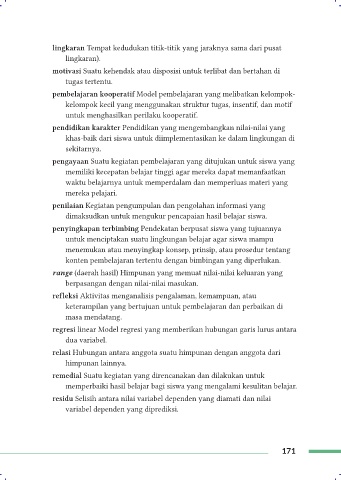 lingkaran Tempat kedudukan titik-titik yang jaraknya sama dari pusat
lingkaran).
motivasi Suatu kehendak atau disposisi untuk terlibat dan bertahan di
tugas tertentu.
pembelajaran kooperatif Model pembelajaran yang melibatkan kelompok-
kelompok kecil yang menggunakan struktur tugas, insentif, dan motif
untuk menghasilkan perilaku kooperatif.
pendidikan karakter Pendidikan yang mengembangkan nilai-nilai yang
khas-baik dari siswa untuk diimplementasikan ke dalam lingkungan di
sekitarnya.
pengayaan Suatu kegiatan pembelajaran yang ditujukan untuk siswa yang
memiliki kecepatan belajar tinggi agar mereka dapat memanfaatkan
waktu belajarnya untuk memperdalam dan memperluas materi yang
mereka pelajari.
penilaian Kegiatan pengumpulan dan pengolahan informasi yang
dimaksudkan untuk mengukur pencapaian hasil belajar siswa.
penyingkapan terbimbing Pendekatan berpusat siswa yang tujuannya
untuk menciptakan suatu lingkungan belajar agar siswa mampu
menemukan atau menyingkap konsep, prinsip, atau prosedur tentang
konten pembelajaran tertentu dengan bimbingan yang diperlukan.
range (daerah hasil) Himpunan yang memuat nilai-nilai keluaran yang
berpasangan dengan nilai-nilai masukan.
refleksi Aktivitas menganalisis pengalaman, kemampuan, atau
keterampilan yang bertujuan untuk pembelajaran dan perbaikan di
masa mendatang.
regresi linear Model regresi yang memberikan hubungan garis lurus antara
dua variabel.
relasi Hubungan antara anggota suatu himpunan dengan anggota dari
himpunan lainnya.
remedial Suatu kegiatan yang direncanakan dan dilakukan untuk
memperbaiki hasil belajar bagi siswa yang mengalami kesulitan belajar.
residu Selisih antara nilai variabel dependen yang diamati dan nilai
variabel dependen yang diprediksi.
171